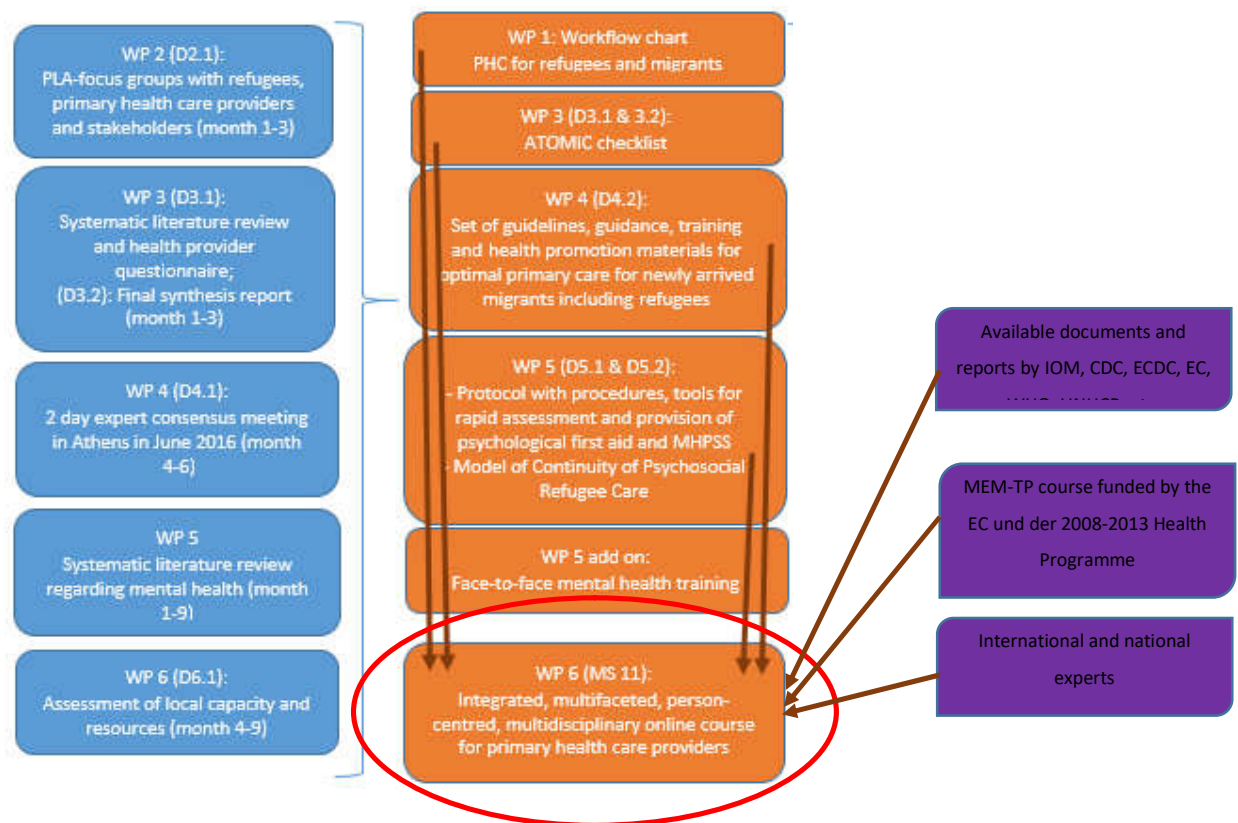 WP 2 (D2.1):
PLA-focus groups with refugees,
primary health care providers
and stakeholders (month 1-3)
WP 3 (D3.1):
Systematic literature review
and health provider
questionnaire;
(D3.2): Final synthesis report
(month 1-3)
WP 4 (D4.1):
2 day expert consensus meeting
in Athens in June 2016 (month
4-6)
WP 5
Systematic literature review
regarding mental health (month
1-9)
WP 6 (D6.1):
Assessment of local capacity and
resources (month 4-9)
WP 1: Workflow chart
PHC for refugees and migrants
WP 3 (D3.1 & 3.2):
ATOMIC checklist
WP 4 (D4.2):
Set of guidelines, guidance, training
and health promotion materials for
optimal primary care for newly arrived
migrants including refugees
WP 5 (D5.1 & D5.2):
- Protocol with procedures, tools for
rapid assessment and provision of
psychological first aid and MHPSS
- Model of Continuity of Psychosocial
Refugee Care
WP 5 add on:
Face-to-face mental health training
WP 6 (MS 11):
Integrated, multifaceted, person-
centred, multidisciplinary online course
for primary health care providers
Available documents and
reports by IOM, CDC, ECDC, EC,
MEM-TP course funded by the
EC und der 2008-2013 Health
Programme
International and national
experts